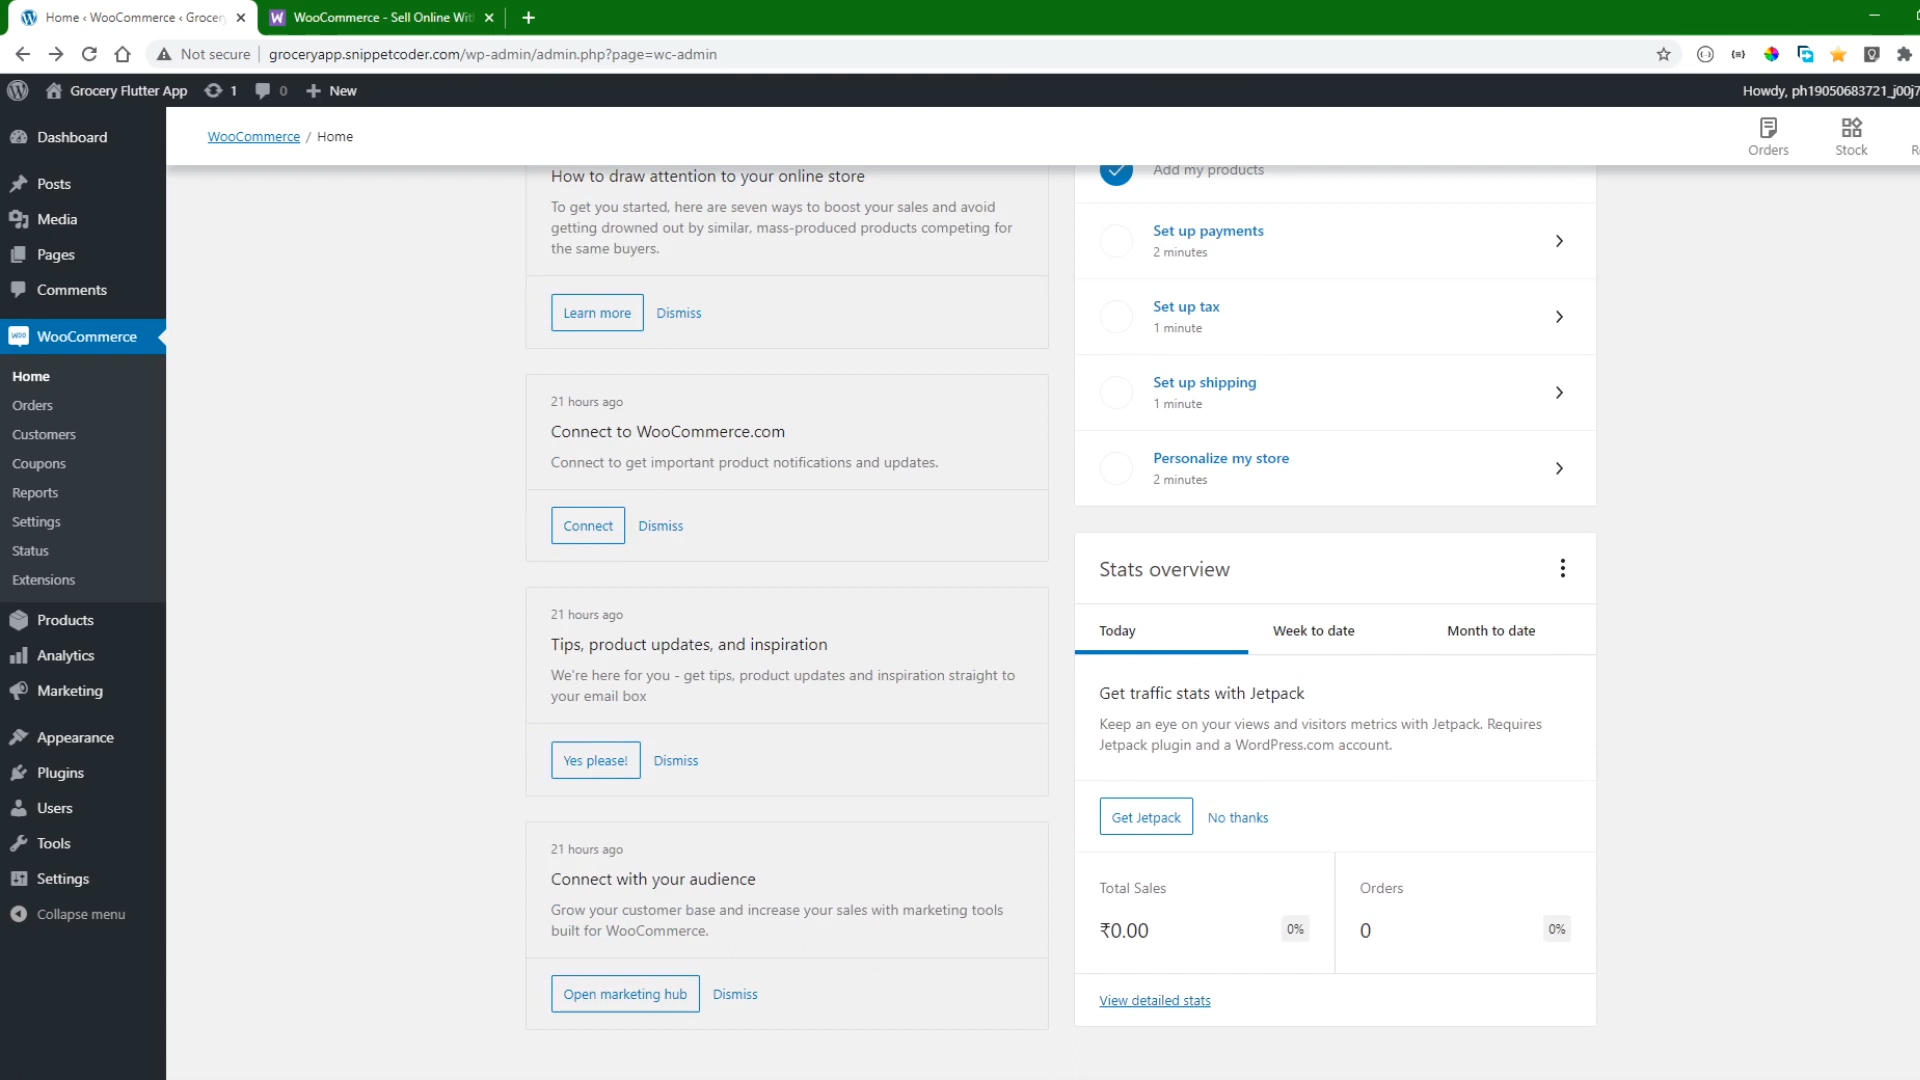 Home ‹ WooCommerce ‹ Grocery
WooCommerce - Sell Online Wit
Not secure
groceryapp.snippetcoder.com/wp-admin/admin.php?page=wc-admin
Grocery Flutter App
1
0
New
Howdy, ph19050683721_j00j7
WooCommerce / Home
Orders
Stock
Dashboard
Posts
Media
Pages
Comments
WooCommerce
Home
Orders
Customers
Coupons
Reports
Settings
Status
Extensions
Products
Analytics
Marketing
Appearance
Plugins
Users
Tools
Settings
Collapse menu
How to draw attention to your online store
To get you started, here are seven ways to boost your sales and avoid
getting drowned out by similar, mass-produced products competing for
the same buyers.
Learn more
Dismiss
21 hours ago
Connect to WooCommerce.com
Connect to get important product notifications and updates.
Connect
Dismiss
21 hours ago
Tips, product updates, and inspiration
We're here for you - get tips, product updates and inspiration straight to
your email box
Yes please!
Dismiss
21 hours ago
Connect with your audience
Grow your customer base and increase your sales with marketing tools
built for WooCommerce.
Open marketing hub
Dismiss
Add my products
Set up payments
2 minutes
Set up tax
1 minute
Set up shipping
1 minute
Personalize my store
2 minutes
Stats overview
Today
Week to date
Month to date
Get traffic stats with Jetpack
Keep an eye on your views and visitors metrics with Jetpack. Requires
Jetpack plugin and a WordPress.com account.
Get Jetpack
No thanks
Total Sales
₹0.00
0%
Orders
0
0%
View detailed stats